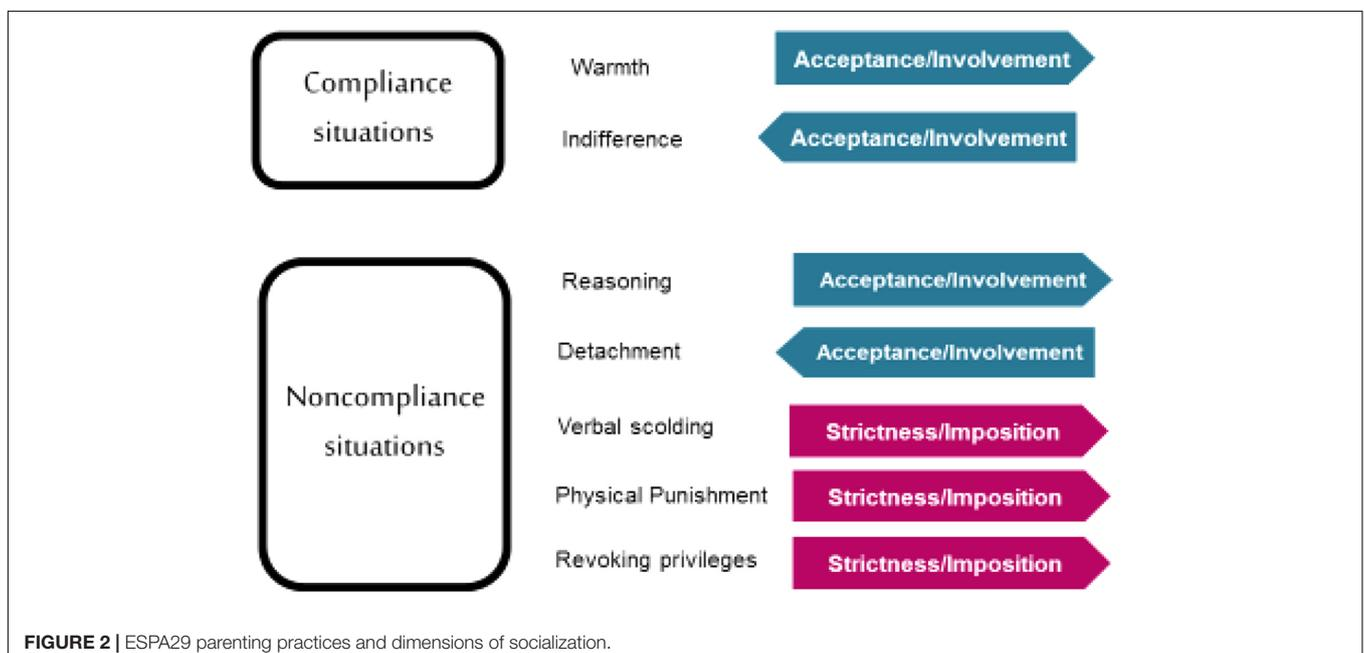 Compliance
situations
Warmth
Acceptance/Involvement
Indifference
Acceptance/Involvement
Noncompliance
situations
Reasoning
Acceptance/Involvement
Detachment
Acceptance/Involvement
Verbal scolding
Strictness/Imposition
Physical Punishment
Strictness/Imposition
Revoking privileges
Strictness/Imposition
FIGURE 2 | ESPA29 parenting practices and dimensions of socialization.